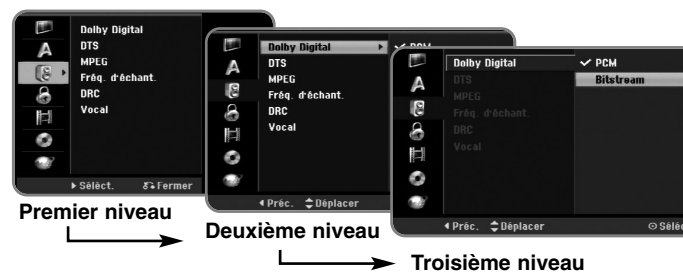 Dolby Digital
DTS
MPEG
Fréq. d'échant.
DRC
Vocal
Séléct.
Fermer
Premier niveau
Dolby Digital
DTS
MPEG
Fréq. d'échant.
DRC
Vocal
Préc.
Déplacer
Deuxième niveau
Dolby Digital
DTS
MPEG
Fréq. d'échant
DRC
Vocal
✓ PCM
Bitstream
Préc.
Déplacer
Troisième niveau